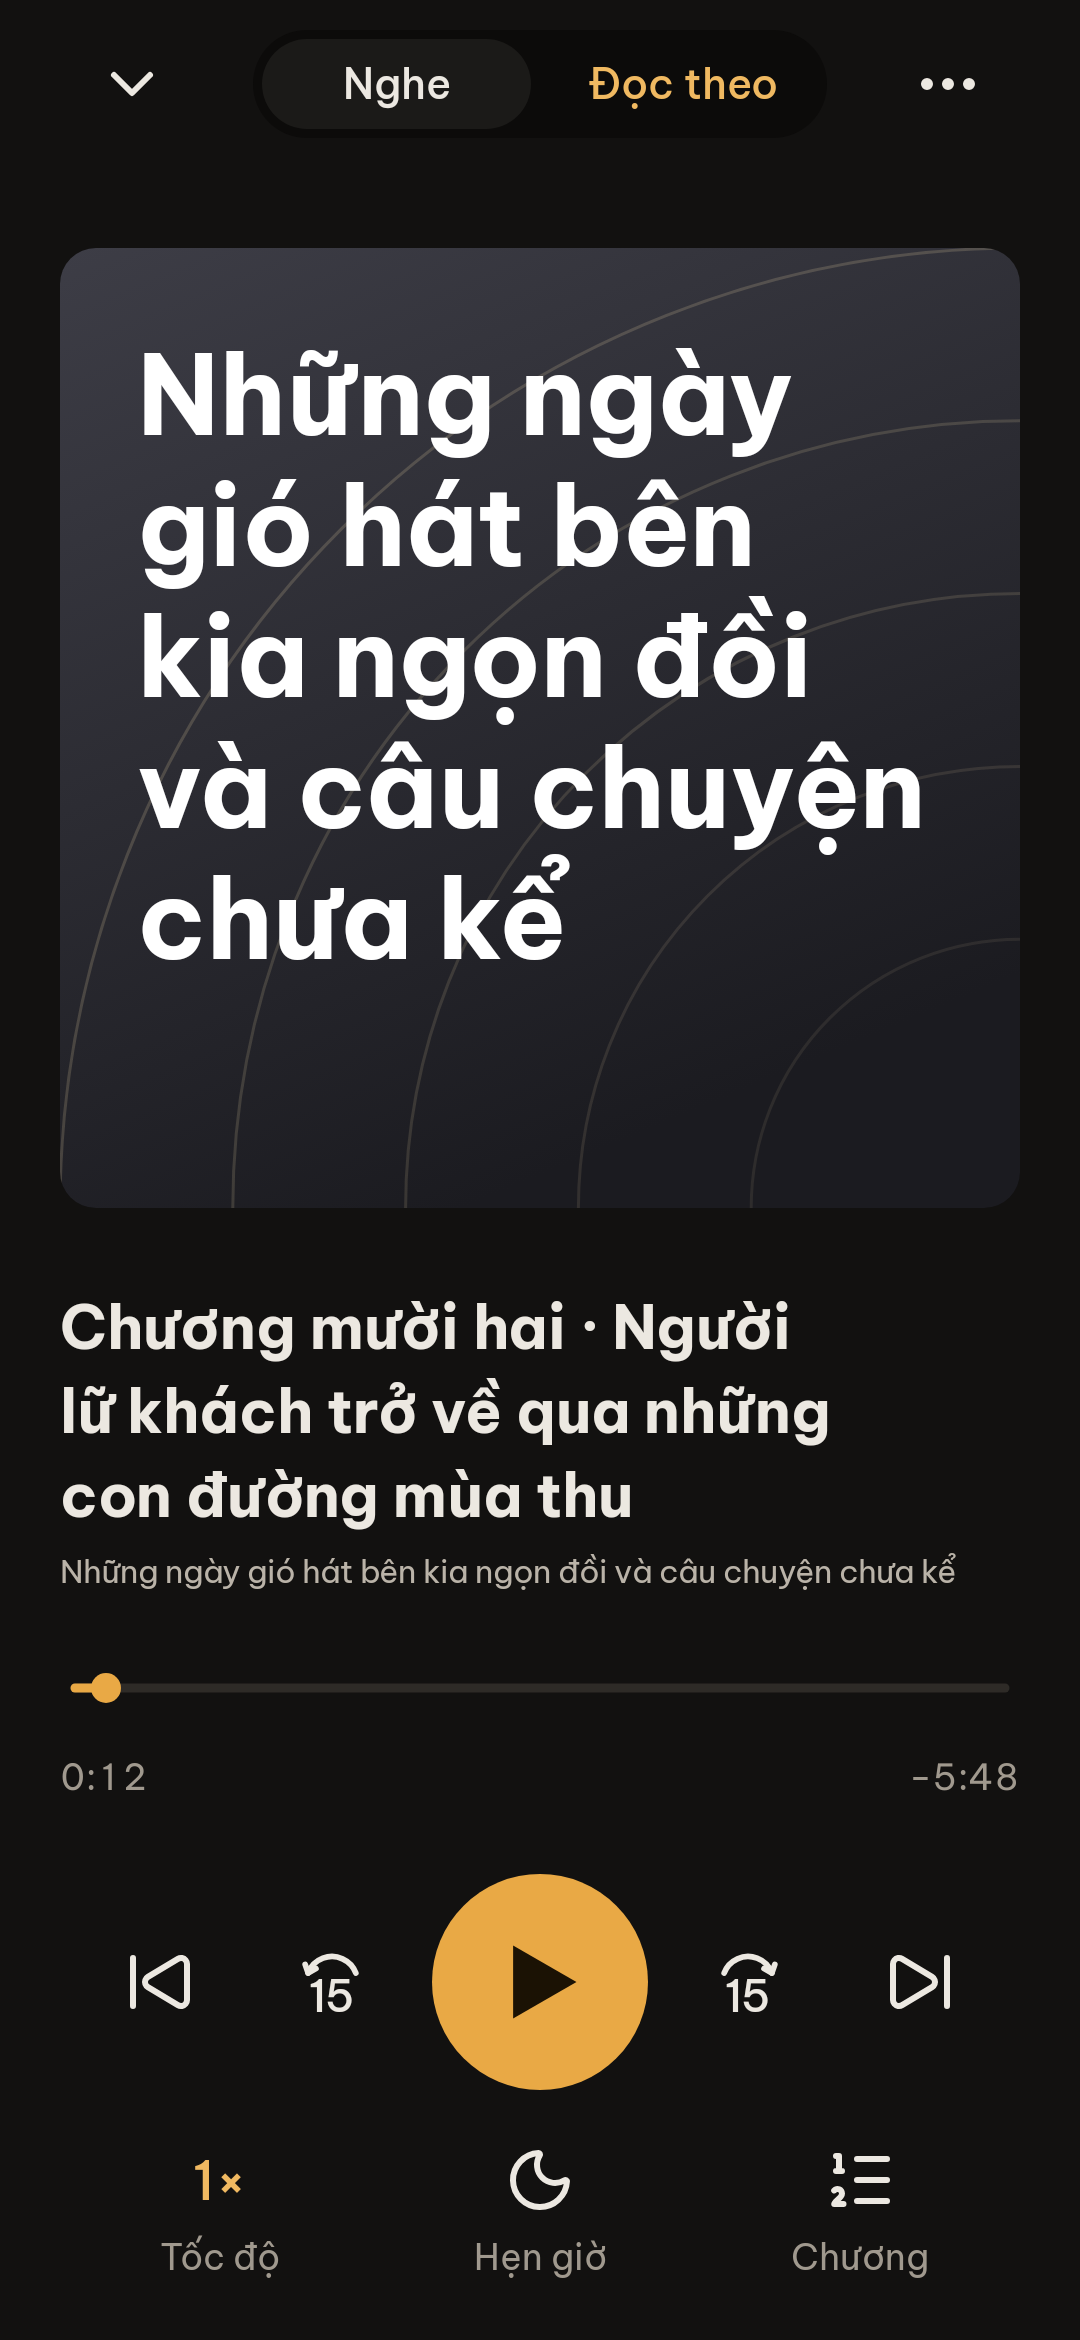 Nghe
Đọc theo
Những ngày
gió hát bên
kia ngọn đồi
và câu chuyện
chưa kể
Chương mười hai · Người
lữ khách trở về qua những
con đường mùa thu
Những ngày gió hát bên kia ngọn đồi và câu chuyện chưa kể
0:12
−5:48
15
15
1×
Tốc độ
Hẹn giờ
Chương